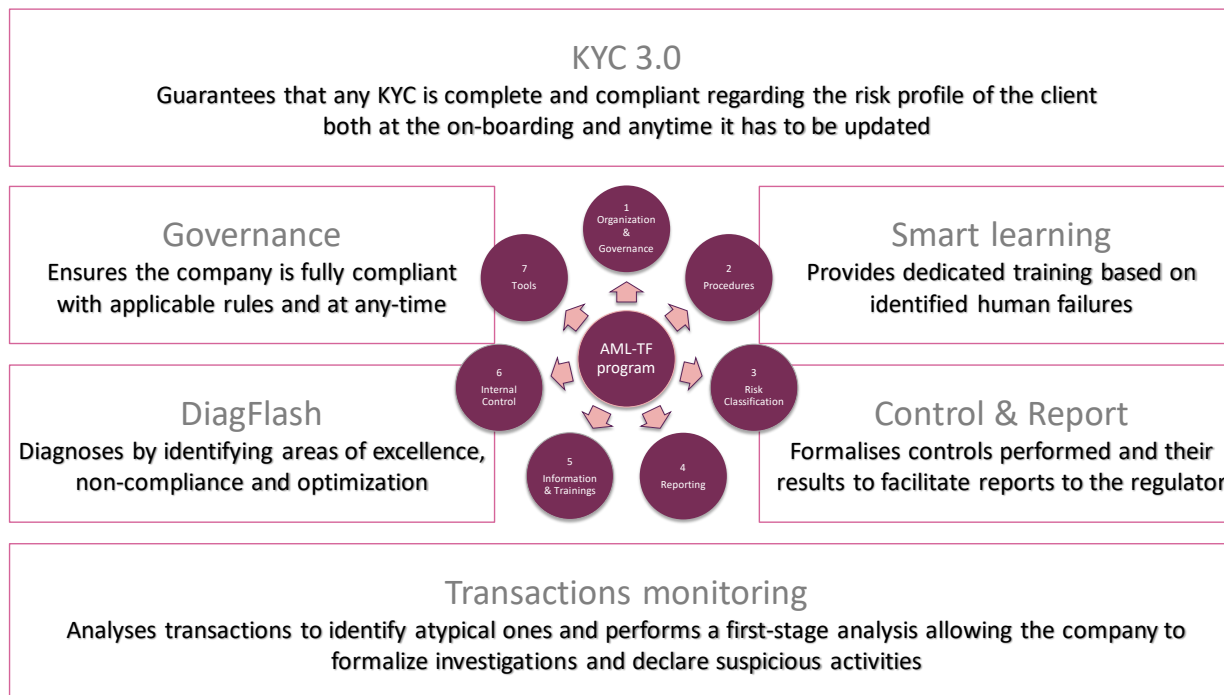 KYC 3.0
Guarantees that any KYC is complete and compliant regarding the risk profile of the client
both at the on-boarding and anytime it has to be updated
Governance
Ensures the company is fully compliant
with applicable rules and at any-time
DiagFlash
Diagnoses by identifying areas of excellence,
non-compliance and optimization
AML-TF
program
1
Organization
&
Governance
2
Procedures
3
Risk
Classification
4
Reporting
5
Information
& Trainings
6
Internal
Control
7
Tools
Smart learning
Provides dedicated training based on
identified human failures
Control & Report
Formalises controls performed and their
results to facilitate reports to the regulator
Transactions monitoring
Analyses transactions to identify atypical ones and performs a first-stage analysis allowing the company to
formalize investigations and declare suspicious activities